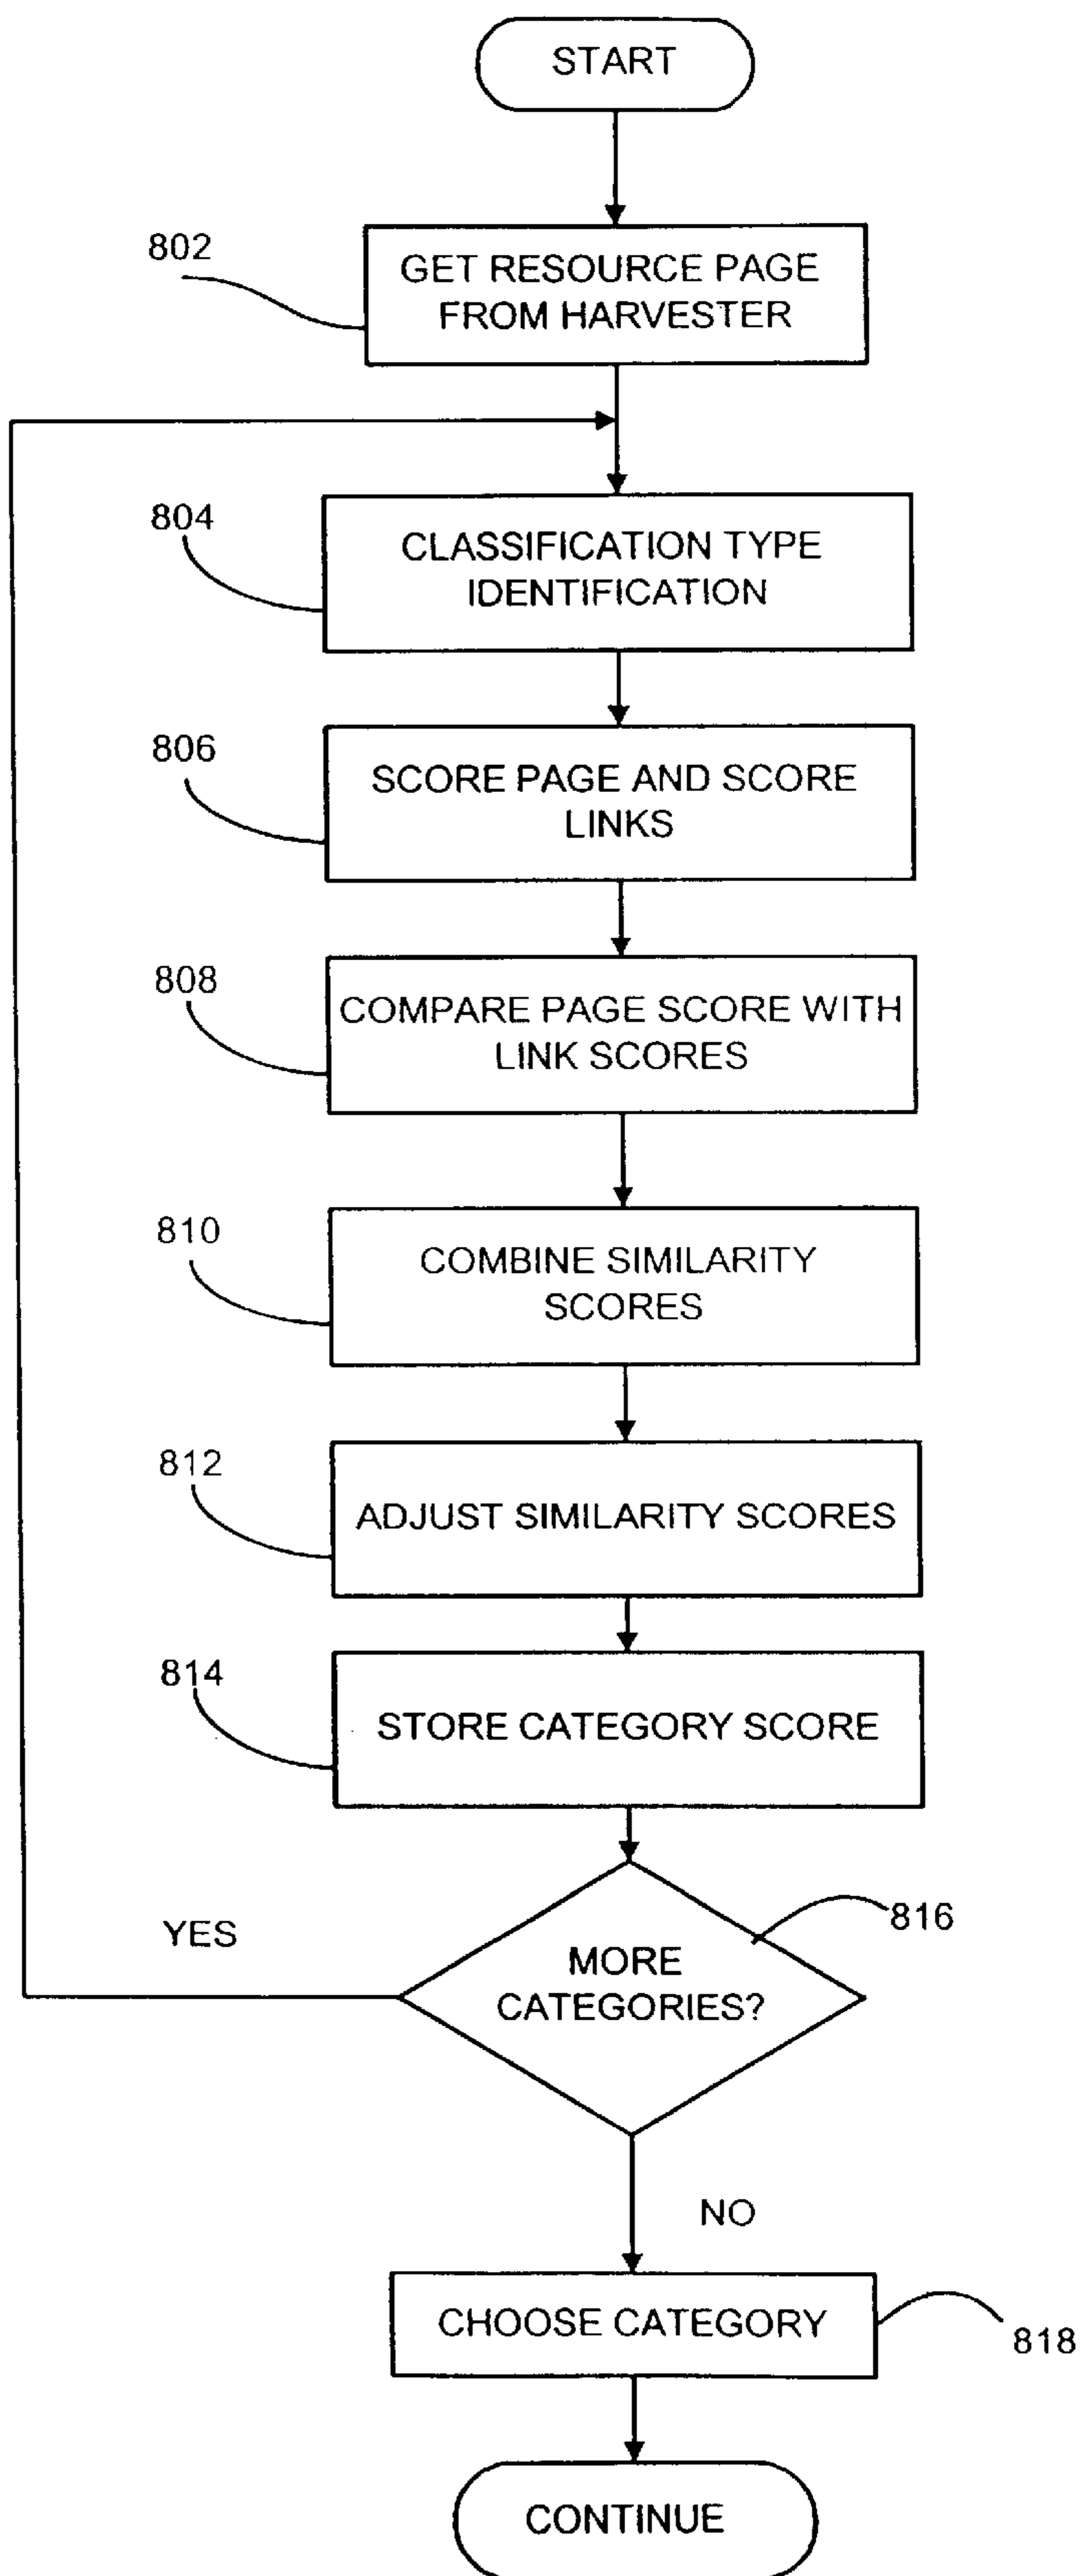 START
802
GET RESOURCE PAGE
FROM HARVESTER
804
CLASSIFICATION TYPE
IDENTIFICATION
806
SCORE PAGE AND SCORE
LINKS
808
COMPARE PAGE SCORE WITH
LINK SCORES
810
COMBINE SIMILARITY
SCORES
812
ADJUST SIMILARITY SCORES
814
STORE CATEGORY SCORE
816
YES
MORE
CATEGORIES?
NO
CHOOSE CATEGORY
818
CONTINUE